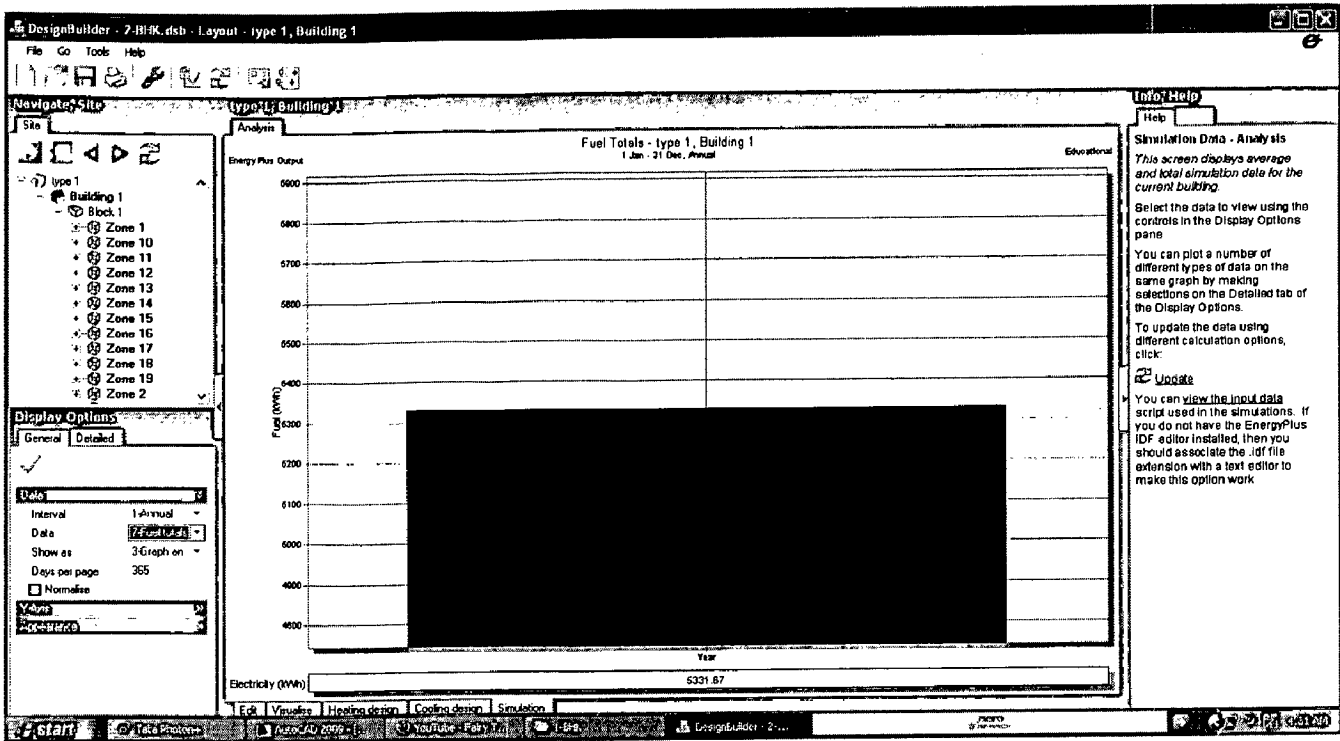 DesignBuilder - 2-BHK.dsb - Layout - type 1, Building 1
File Go Tools Help
Navigate, Site
Site
type 1
Building 1
Block 1
Zone 1
Zone 10
Zone 11
Zone 12
Zone 13
Zone 14
Zone 15
Zone 16
Zone 17
Zone 18
Zone 19
Zone 2
Display Options
General Detailed
Data
Interval 1-Annual
Data
Show as 3-Graph an
Days per page 365
Normalise
Y-Axis
Appearance
type 1, Building 1
Analysis
Fuel Totals - type 1, Building 1
1 Jan - 31 Dec, Annual
Energy Plus Output
Educational
Fuel (kWh)
Year
Electricity (kWh) 5331.67
Edit Visualise Heating design Cooling design Simulation
Info, Help
Help
Simulation Data - Analysis
This screen displays average
and total simulation data for the
current building.
Select the data to view using the
controls in the Display Options
pane
You can plot a number of
different types of data on the
same graph by making
selections on the Detailed tab of
the Display Options.
To update the data using
different calculation options,
click:
Update
You can view the input data
script used in the simulations. If
you do not have the EnergyPlus
IDF editor installed, then you
should associate the .idf file
extension with a text editor to
make this option work
start Tata Photon+ AutoCAD 2009 - [ YouTube - Fairy T... DesignBuilder - 2-...